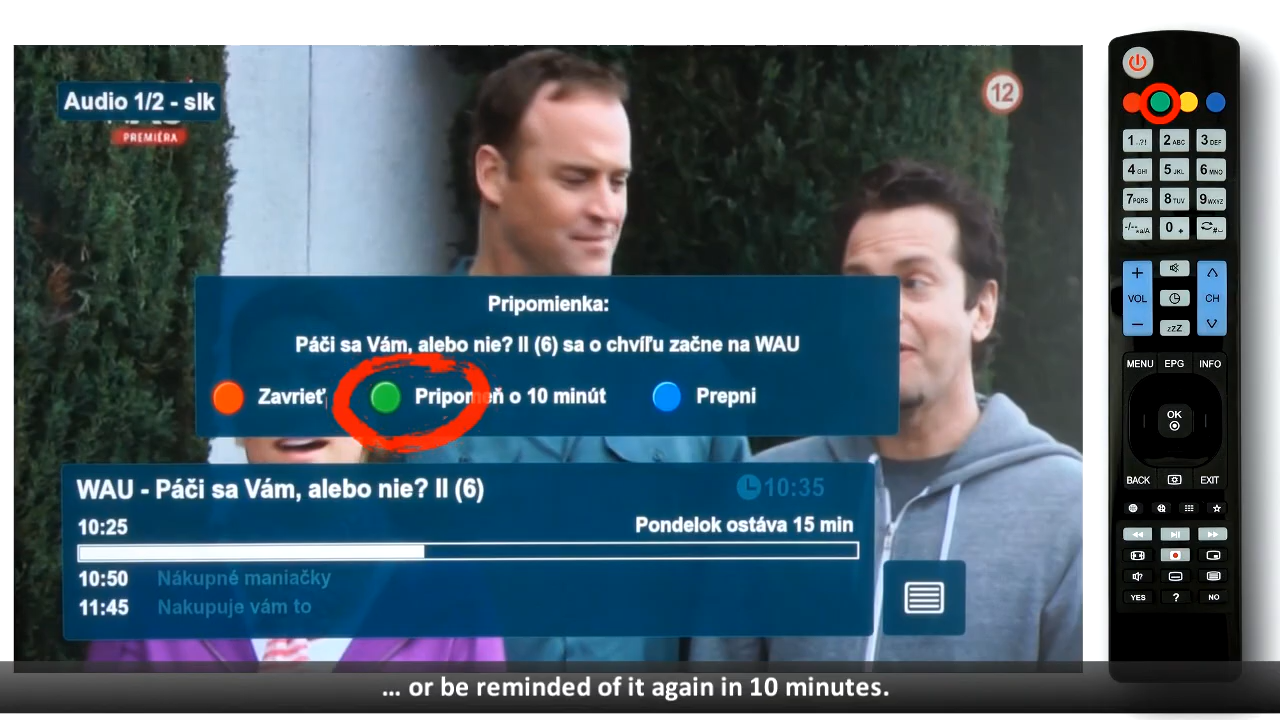 Audio 1/2 - slk
PREMIÉRA
12
Pripomienka:
Páči sa Vám, alebo nie? II (6) sa o chvíľu začne na WAU
Zavrieť
Pripomeň o 10 minút
Prepni
WAU - Páči sa Vám, alebo nie? II (6)
10:35
10:25
Pondelok ostáva 15 min
10:50 Nákupné maniačky
11:45 Nakupuje vám to
... or be reminded of it again in 10 minutes.
1.,?! 2ABC 3DEF
4GHI 5JKL 6MNO
7PQRS 8TUV 9WXYZ
-/--*a/A 0+ #
+
VOL CH
−
zZZ
MENU EPG INFO
OK
BACK EXIT
YES ? NO